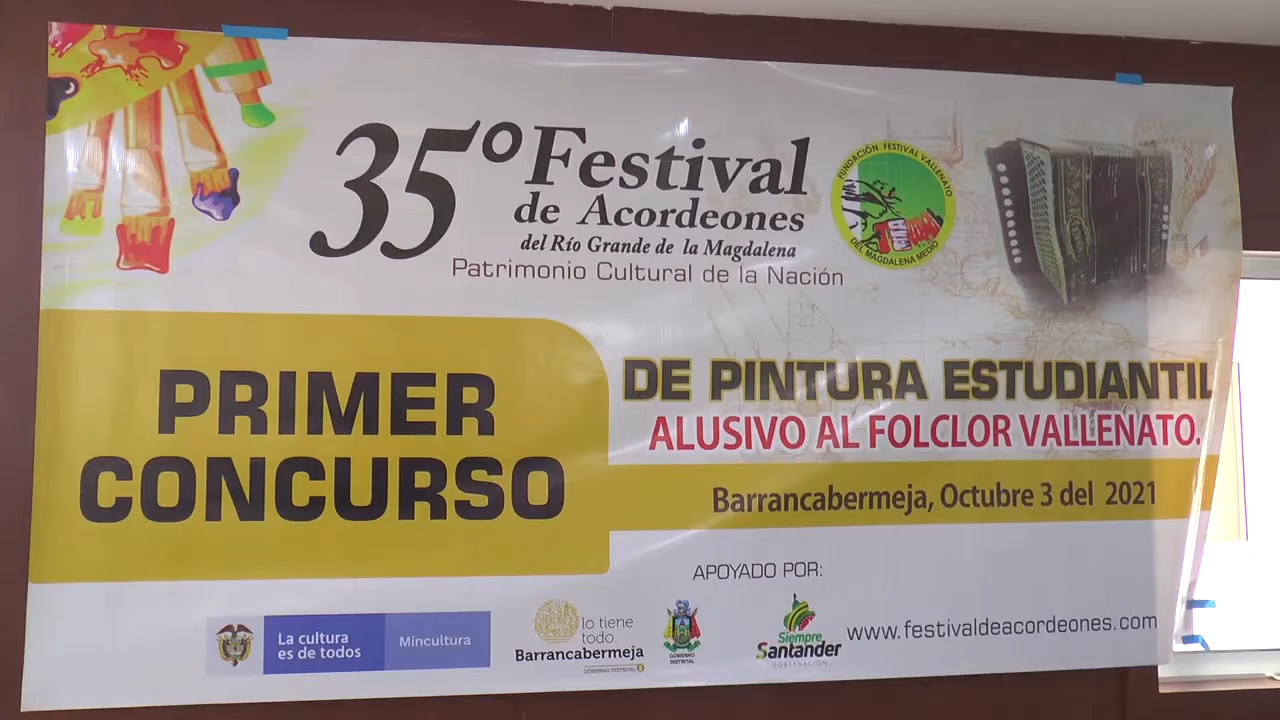 35° Festival
de Acordeones
del Río Grande de la Magdalena
Patrimonio Cultural de la Nación
FUNDACIÓN FESTIVAL VALLENATO
DEL MAGDALENA MEDIO
PRIMER
CONCURSO
DE PINTURA ESTUDIANTIL
ALUSIVO AL FOLCLOR VALLENATO.
Barrancabermeja, Octubre 3 del 2021
APOYADO POR:
La cultura
es de todos
Mincultura
lo tiene
todo.
Barrancabermeja
GOBIERNO DISTRITAL
GOBIERNO
DISTRITAL
Siempre
Santander
GOBERNACIÓN
www.festivaldeacordeones.com